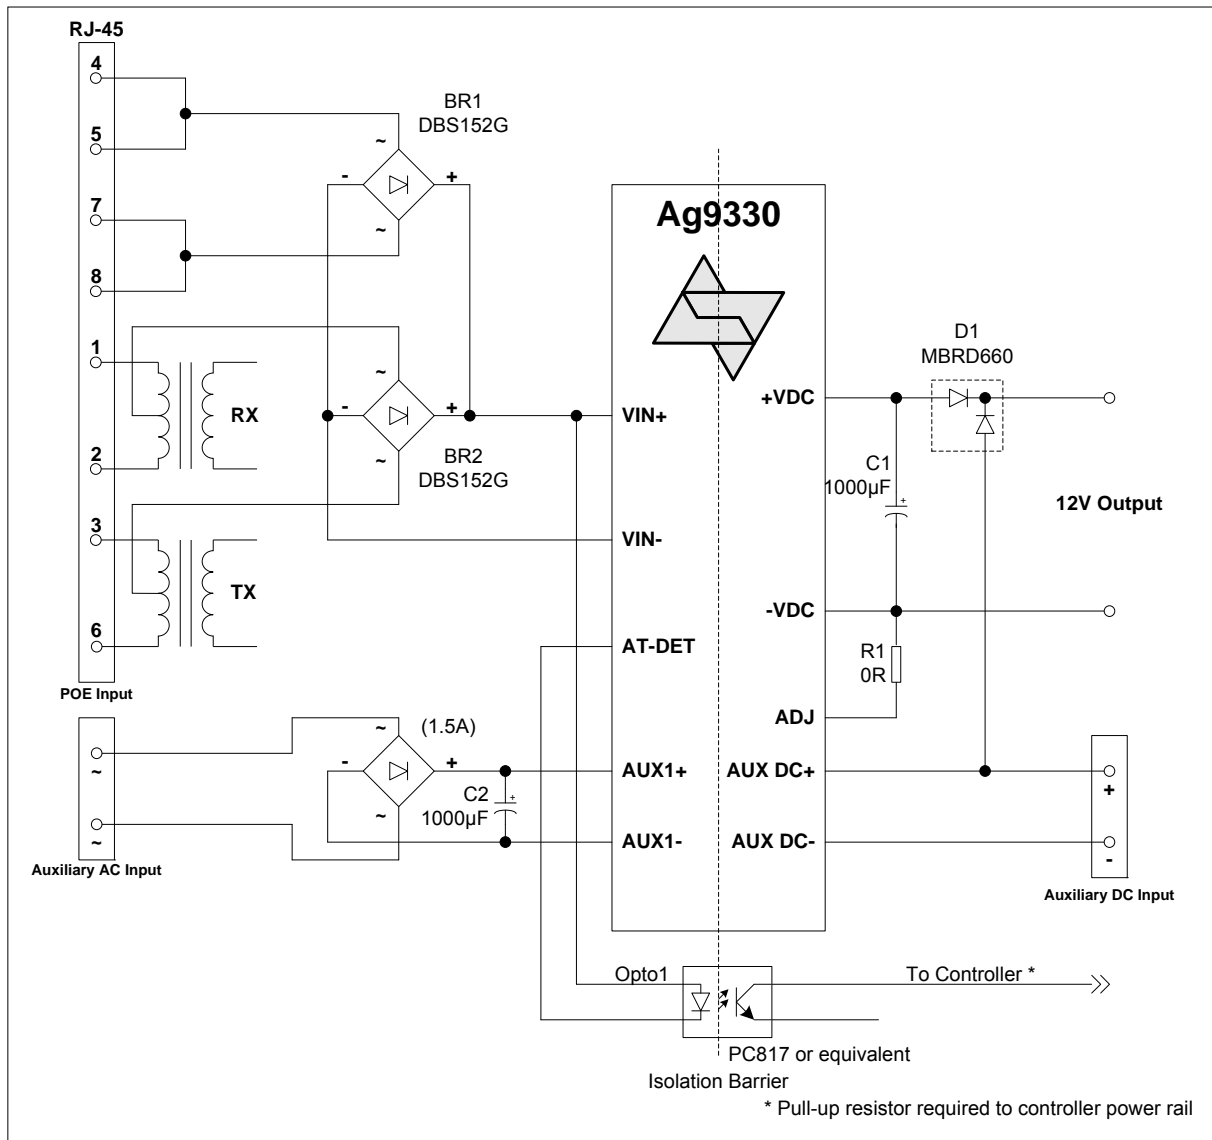 RJ-45
4
5
7
8
1
2
3
6
POE Input
BR1
DBS152G
~
-
+
~
RX
TX
~
-
+
~
BR2
DBS152G
Ag9330
VIN+
VIN-
AT-DET
AUX1+
AUX1-
+VDC
-VDC
ADJ
AUX DC+
AUX DC-
D1
MBRD660
C1
1000µF
+
12V Output
R1
0R
~
~
Auxiliary AC Input
(1.5A)
~
-
+
~
C2
1000µF
+
+
-
Auxiliary DC Input
Opto1
To Controller *
PC817 or equivalent
Isolation Barrier
* Pull-up resistor required to controller power rail